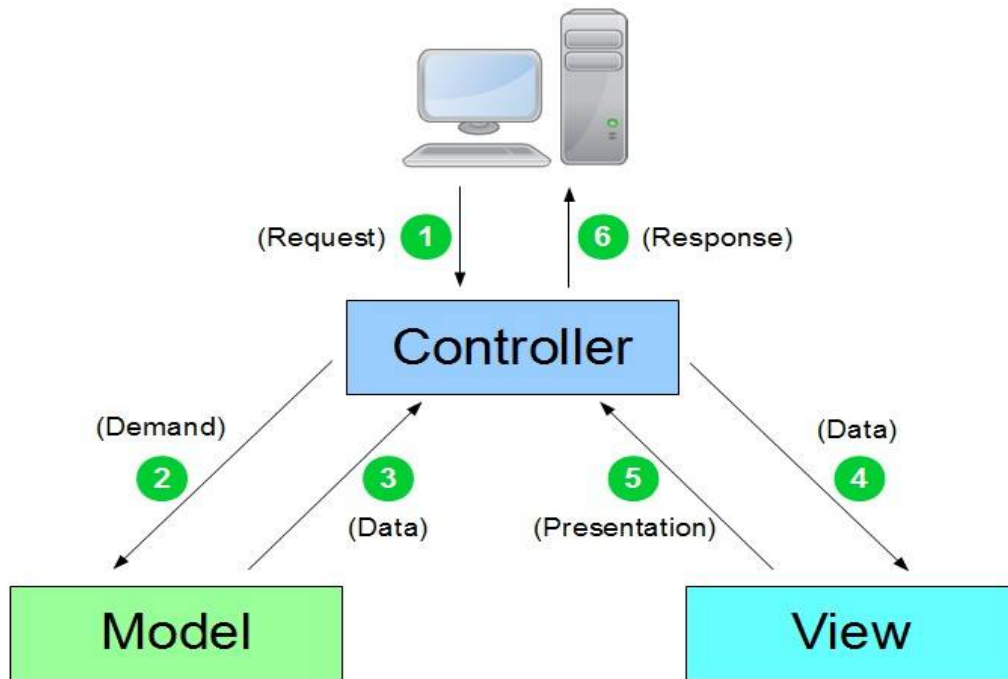 (Request) 1
6 (Response)
Controller
(Demand)
2
3
(Data)
(Data)
4
5
(Presentation)
Model
View